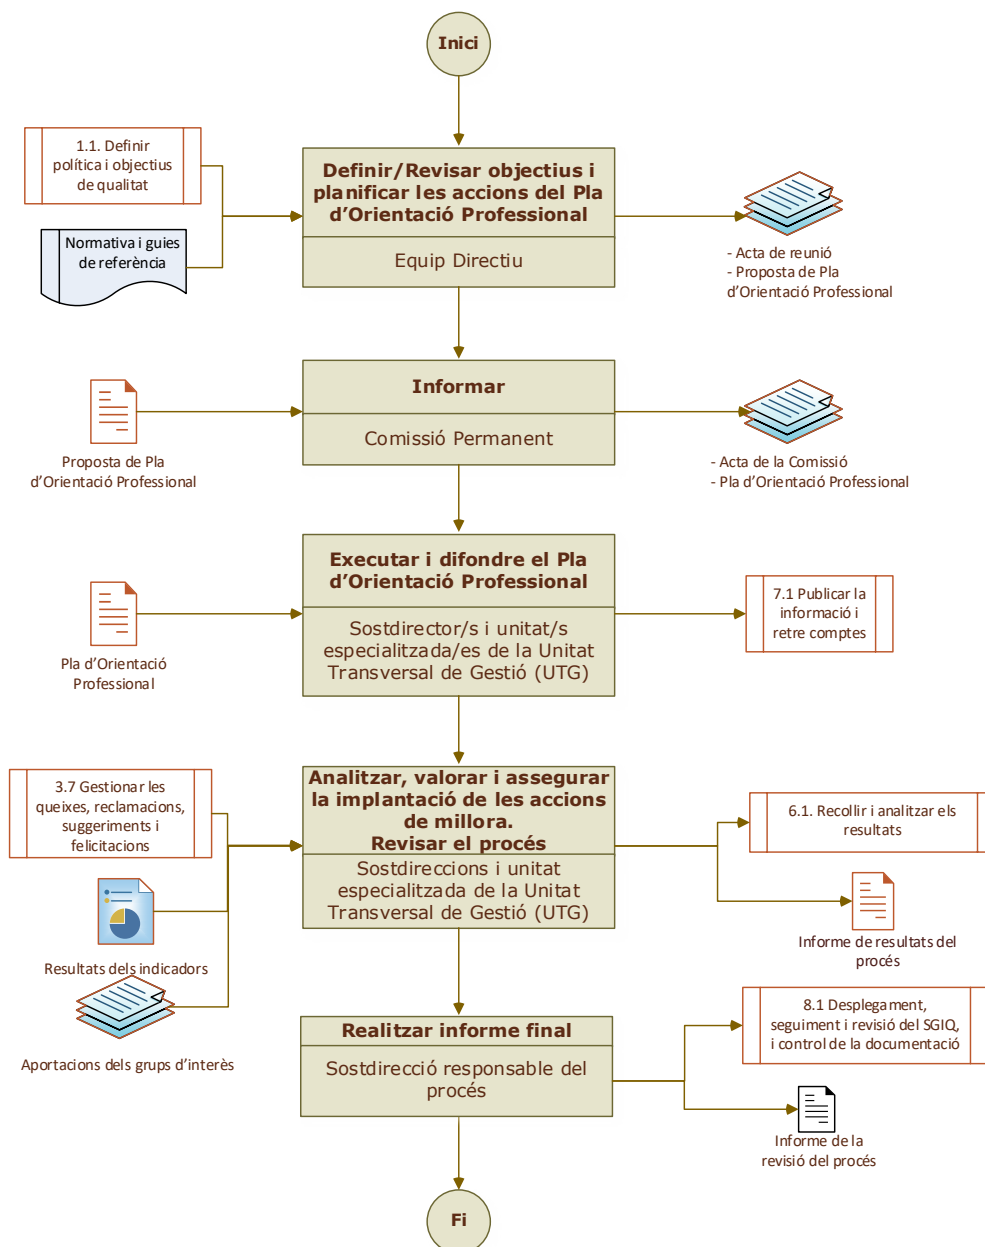 Inici
1.1. Definir
política i objectius
de qualitat
Normativa i guies
de referència
Definir/Revisar objectius i
planificar les accions del Pla
d’Orientació Professional
Equip Directiu
- Acta de reunió
- Proposta de Pla
d’Orientació Professional
Proposta de Pla
d’Orientació Professional
Informar
Comissió Permanent
- Acta de la Comissió
- Pla d’Orientació Professional
Pla d’Orientació
Professional
Executar i difondre el Pla
d’Orientació Professional
Sostdirector/s i unitat/s
especialitzada/es de la Unitat
Transversal de Gestió (UTG)
7.1 Publicar la
informació i
retre comptes
3.7 Gestionar les
queixes, reclamacions,
suggeriments i
felicitacions
Resultats dels indicadors
Aportacions dels grups d’interès
Analitzar, valorar i assegurar
la implantació de les accions
de millora.
Revisar el procés
Sostdireccions i unitat
especialitzada de la Unitat
Transversal de Gestió (UTG)
6.1. Recollir i analitzar els
resultats
Informe de resultats del
procés
Realitzar informe final
Sostdirecció responsable del
procés
8.1 Desplegament,
seguiment i revisió del SGIQ,
i control de la documentació
Informe de la
revisió del procés
Fi